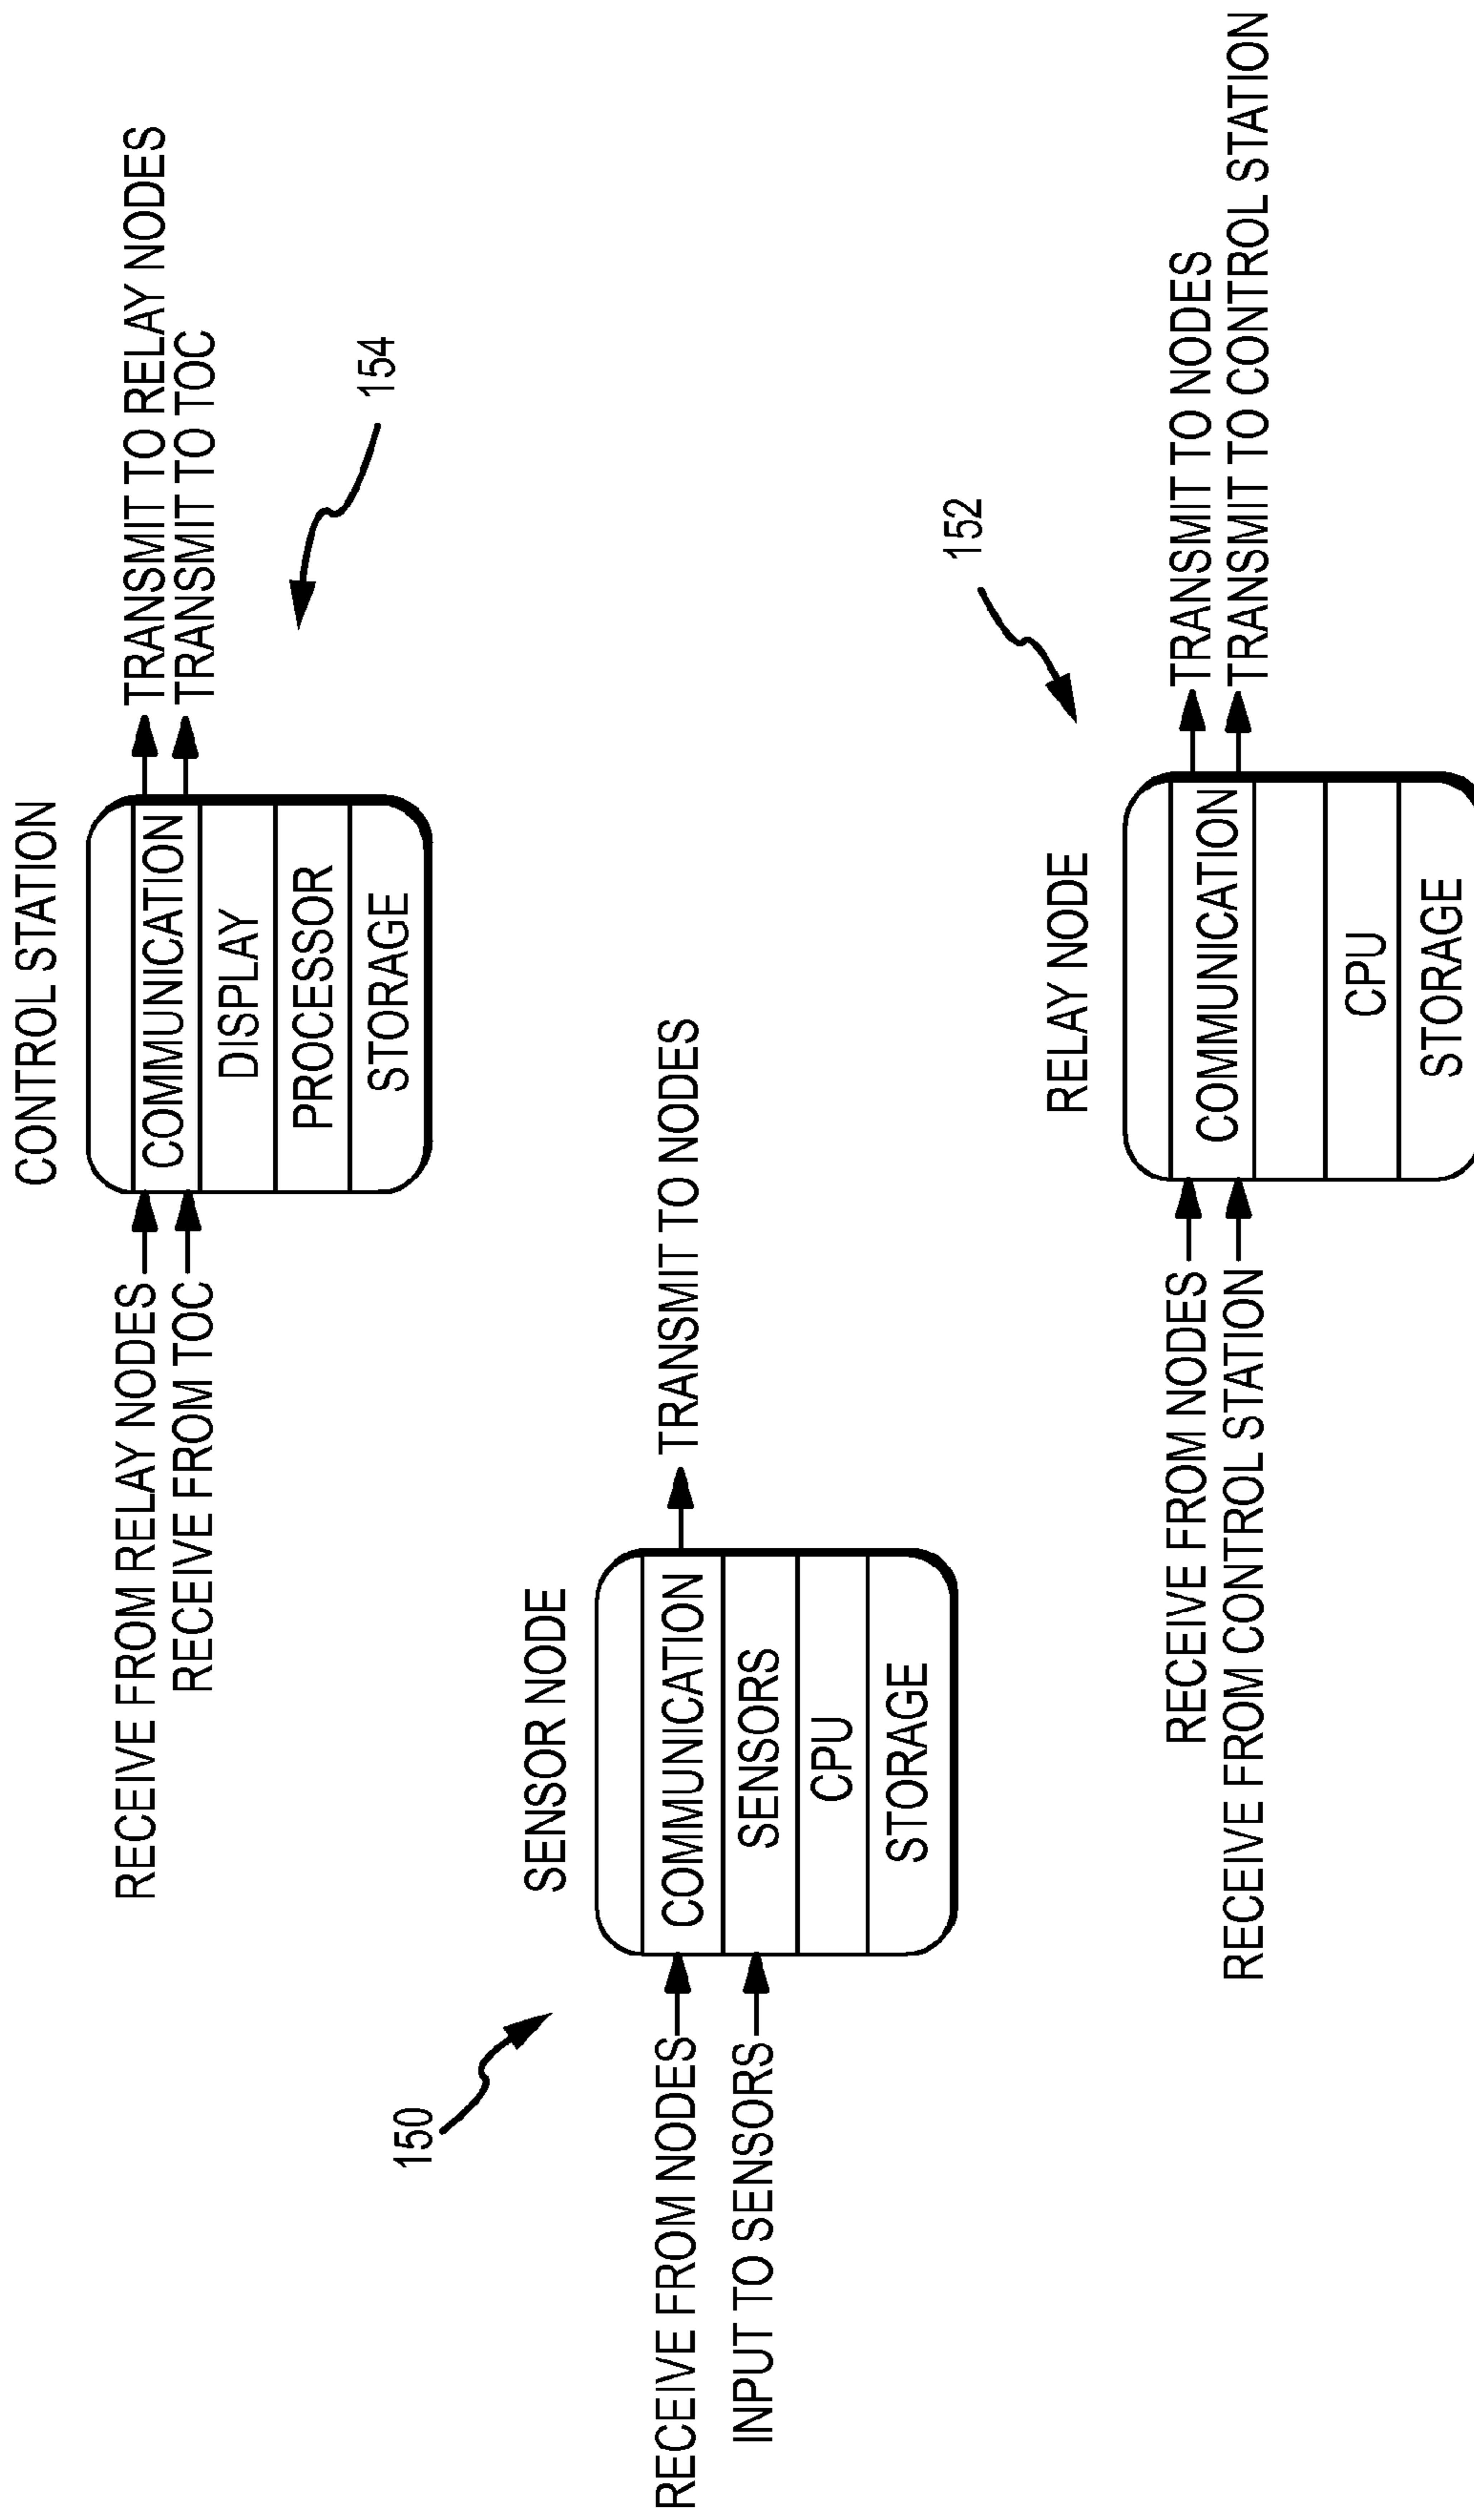 CONTROL STATION
RECEIVE FROM RELAY NODES
RECEIVE FROM TOC
COMMUNICATION
DISPLAY
PROCESSOR
STORAGE
TRANSMIT TO RELAY NODES
TRANSMIT TO TOC
154
150
SENSOR NODE
RECEIVE FROM NODES
INPUT TO SENSORS
COMMUNICATION
SENSORS
CPU
STORAGE
TRANSMIT TO NODES
152
RELAY NODE
RECEIVE FROM NODES
RECEIVE FROM CONTROL STATION
COMMUNICATION
CPU
STORAGE
TRANSMIT TO NODES
TRANSMIT TO CONTROL STATION